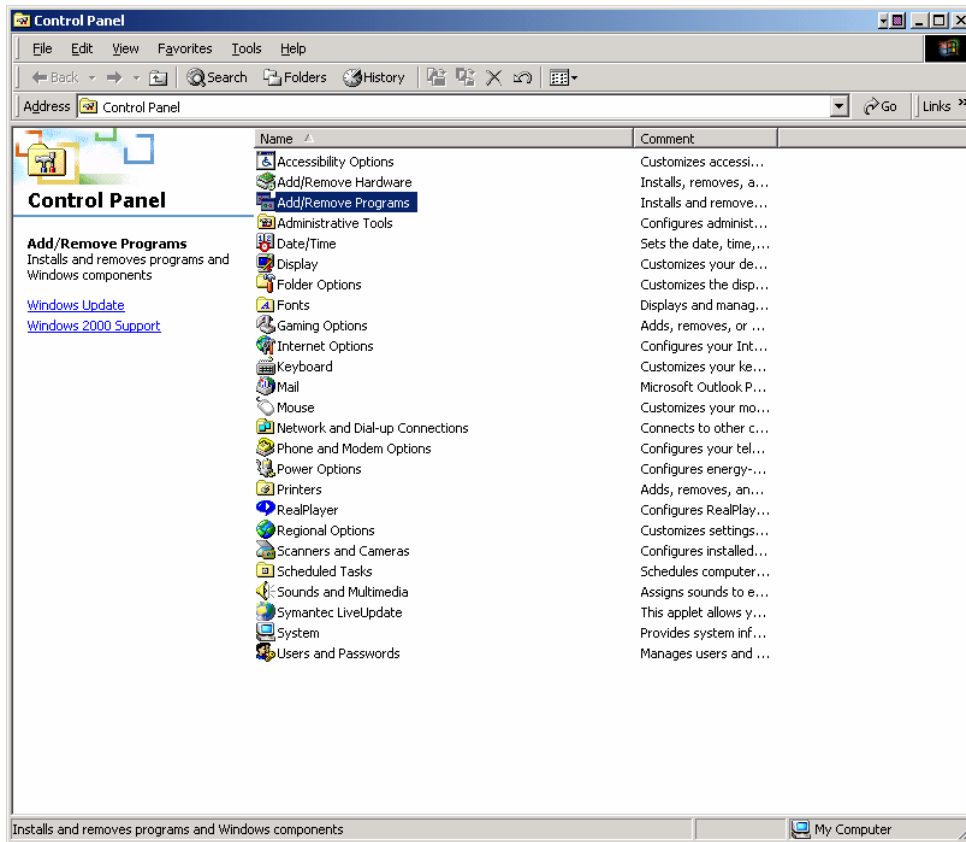 Control Panel
File Edit View Favorites Tools Help
Back Search Folders History
Address Control Panel Go Links »
Name Comment
Control Panel
Add/Remove Programs
Installs and removes programs and
Windows components
Windows Update
Windows 2000 Support
Accessibility Options Customizes accessi...
Add/Remove Hardware Installs, removes, a...
Add/Remove Programs Installs and remove...
Administrative Tools Configures administ...
Date/Time Sets the date, time,...
Display Customizes your de...
Folder Options Customizes the disp...
Fonts Displays and manag...
Gaming Options Adds, removes, or ...
Internet Options Configures your Int...
Keyboard Customizes your ke...
Mail Microsoft Outlook P...
Mouse Customizes your mo...
Network and Dial-up Connections Connects to other c...
Phone and Modem Options Configures your tel...
Power Options Configures energy-...
Printers Adds, removes, an...
RealPlayer Configures RealPlay...
Regional Options Customizes settings...
Scanners and Cameras Configures installed...
Scheduled Tasks Schedules computer...
Sounds and Multimedia Assigns sounds to e...
Symantec LiveUpdate This applet allows y...
System Provides system inf...
Users and Passwords Manages users and ...
Installs and removes programs and Windows components My Computer